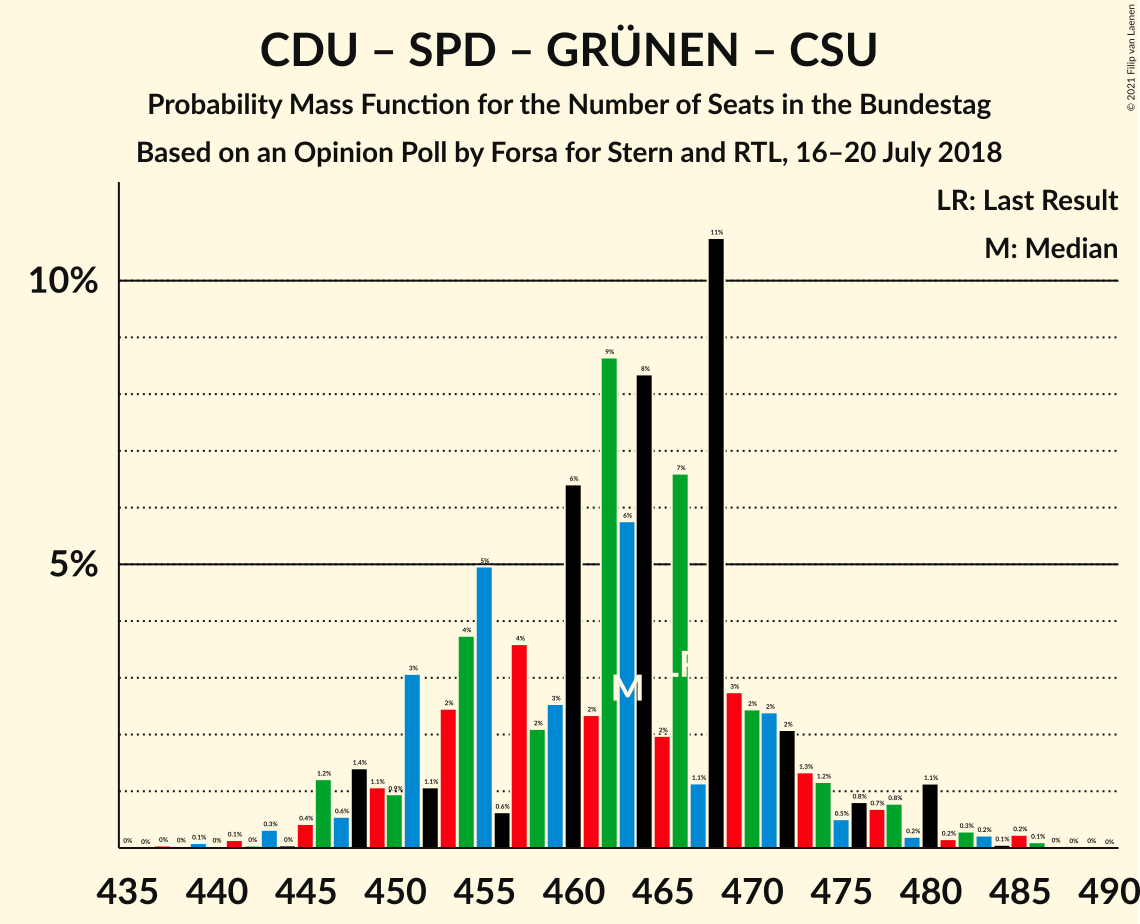 CDU – SPD – GRÜNEN – CSU
Probability Mass Function for the Number of Seats in the Bundestag
Based on an Opinion Poll by Forsa for Stern and RTL, 16–20 July 2018
© 2021 Filip van Laenen
LR: Last Result
M: Median
10%
5%
0% 0% 0% 0% 0.1% 0% 0.1% 0% 0.3% 0% 0.4% 1.2% 0.6% 1.4% 1.1% 0.9% 3% 1.1% 2% 4% 5% 0.6% 4% 2% 3% 6% 2% 9% 6% 8% 2% 7% 1.1% 11% 3% 2% 2% 2% 1.3% 1.2% 0.5% 0.8% 0.7% 0.8% 0.2% 1.1% 0.2% 0.3% 0.2% 0.1% 0.2% 0.1% 0% 0% 0% 0%
M
LR
435 440 445 450 455 460 465 470 475 480 485 490